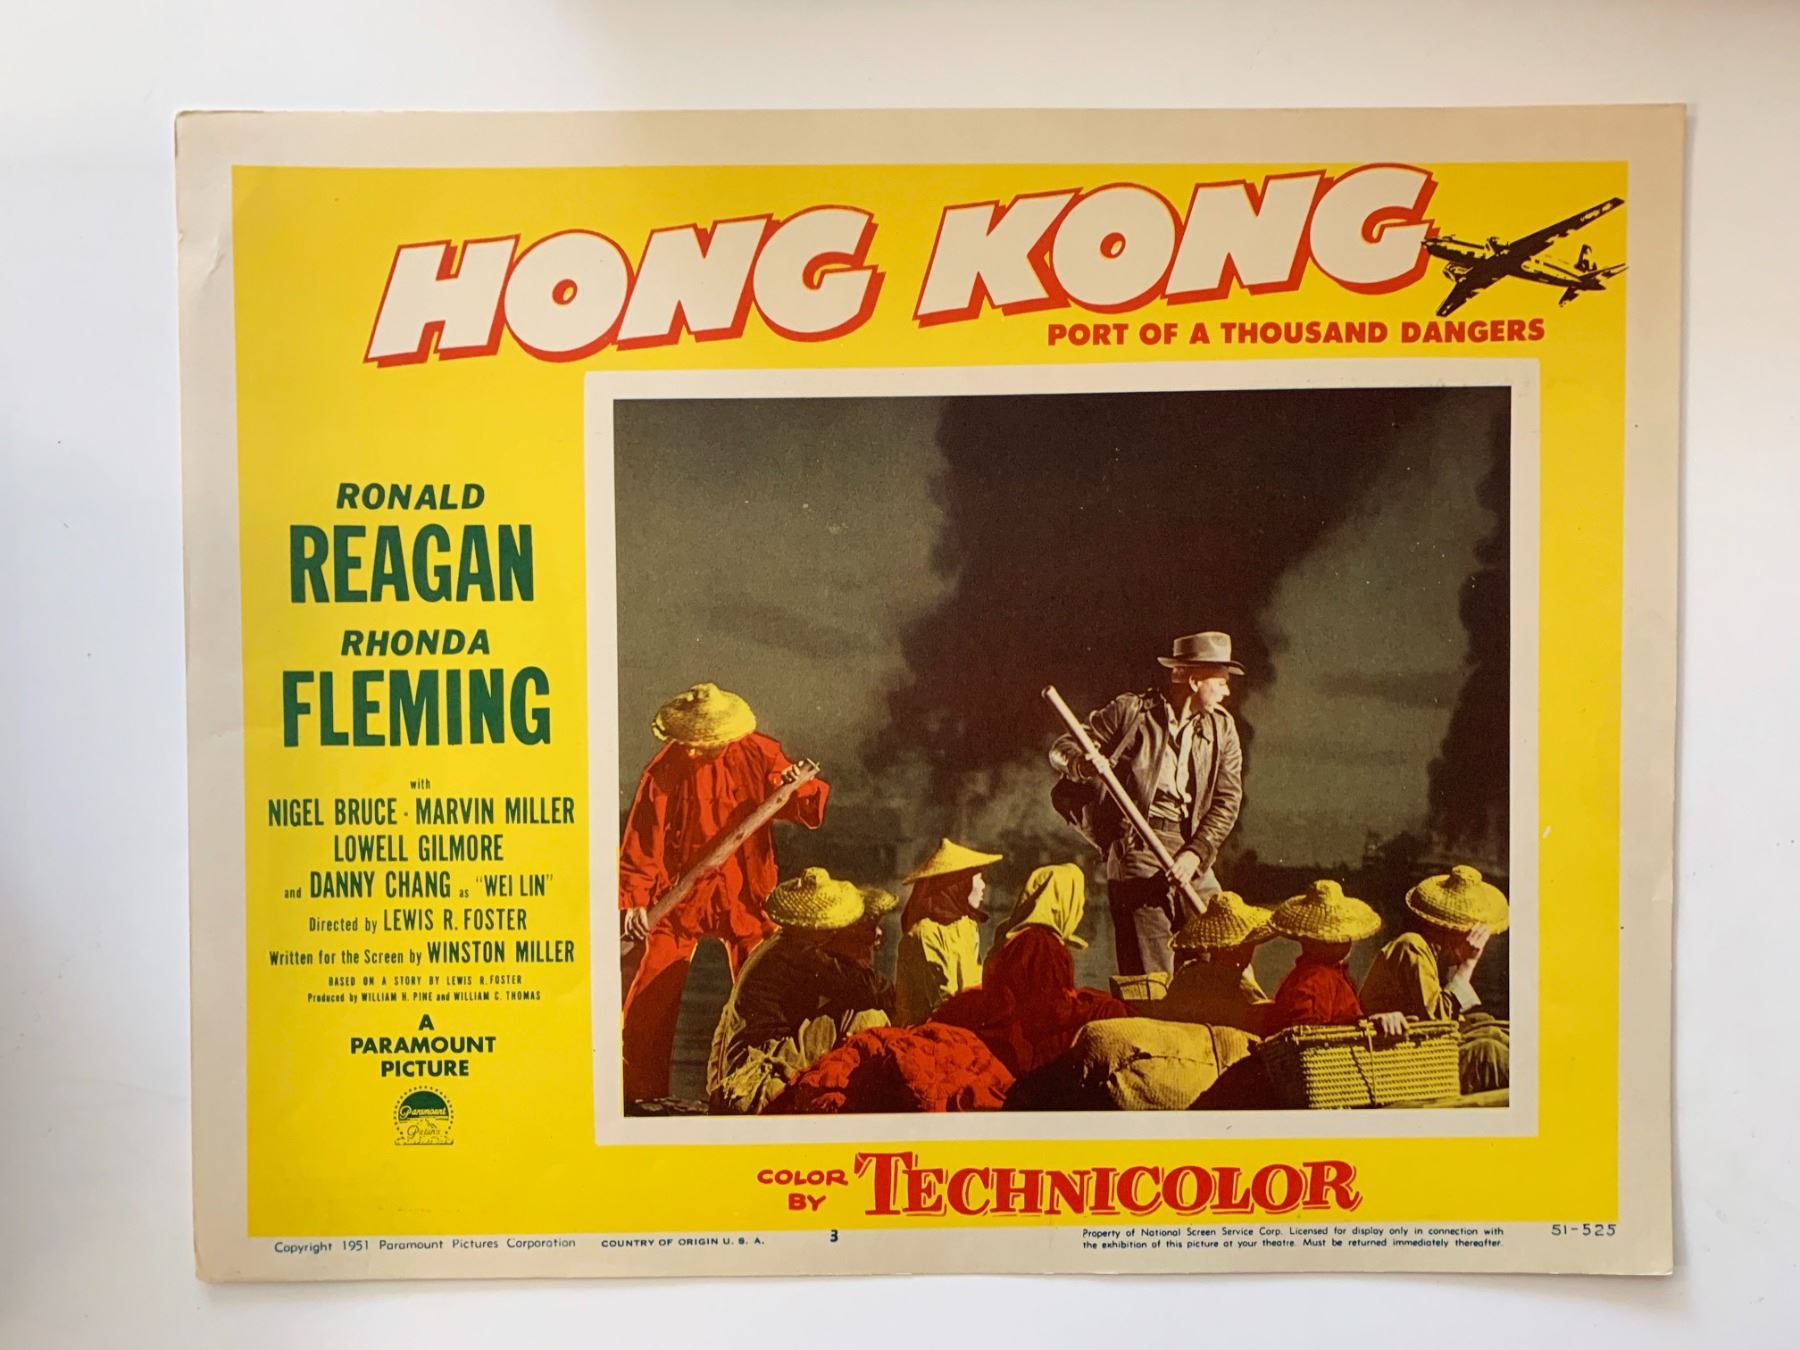 HONG KONG
PORT OF A THOUSAND DANGERS
RONALD
REAGAN
RHONDA
FLEMING
with
NIGEL BRUCE · MARVIN MILLER
LOWELL GILMORE
and DANNY CHANG as "WEI LIN"
Directed by LEWIS R. FOSTER
Written for the Screen by WINSTON MILLER
BASED ON A STORY BY LEWIS R. FOSTER
Produced by WILLIAM H. PINE and WILLIAM C. THOMAS
A
PARAMOUNT
PICTURE
Paramount
Pictures
COLOR
BY TECHNICOLOR
Copyright 1951 Paramount Pictures Corporation
COUNTRY OF ORIGIN U. S. A.
3
Property of National Screen Service Corp. Licensed for display only in connection with
the exhibition of this picture at your theatre. Must be returned immediately thereafter.
51-525